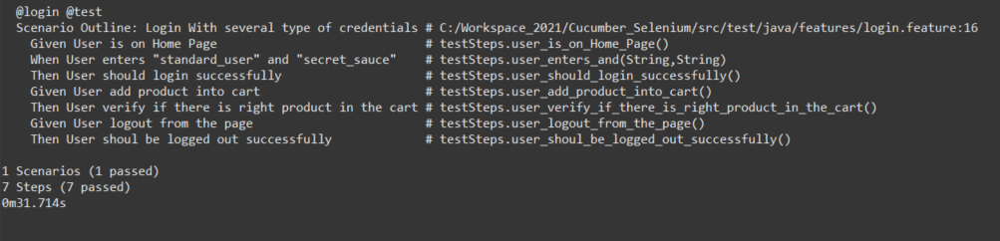 @login @test
Scenario Outline: Login With several type of credentials # C:/Workspace_2021/Cucumber_Selenium/src/test/java/features/login.feature:16
Given User is on Home Page # testSteps.user_is_on_Home_Page()
When User enters "standard_user" and "secret_sauce" # testSteps.user_enters_and(String,String)
Then User should login successfully # testSteps.user_should_login_successfully()
Given User add product into cart # testSteps.user_add_product_into_cart()
Then User verify if there is right product in the cart # testSteps.user_verify_if_there_is_right_product_in_the_cart()
Given User logout from the page # testSteps.user_logout_from_the_page()
Then User shoul be logged out successfully # testSteps.user_shoul_be_logged_out_successfully()
1 Scenarios (1 passed)
7 Steps (7 passed)
0m31.714s